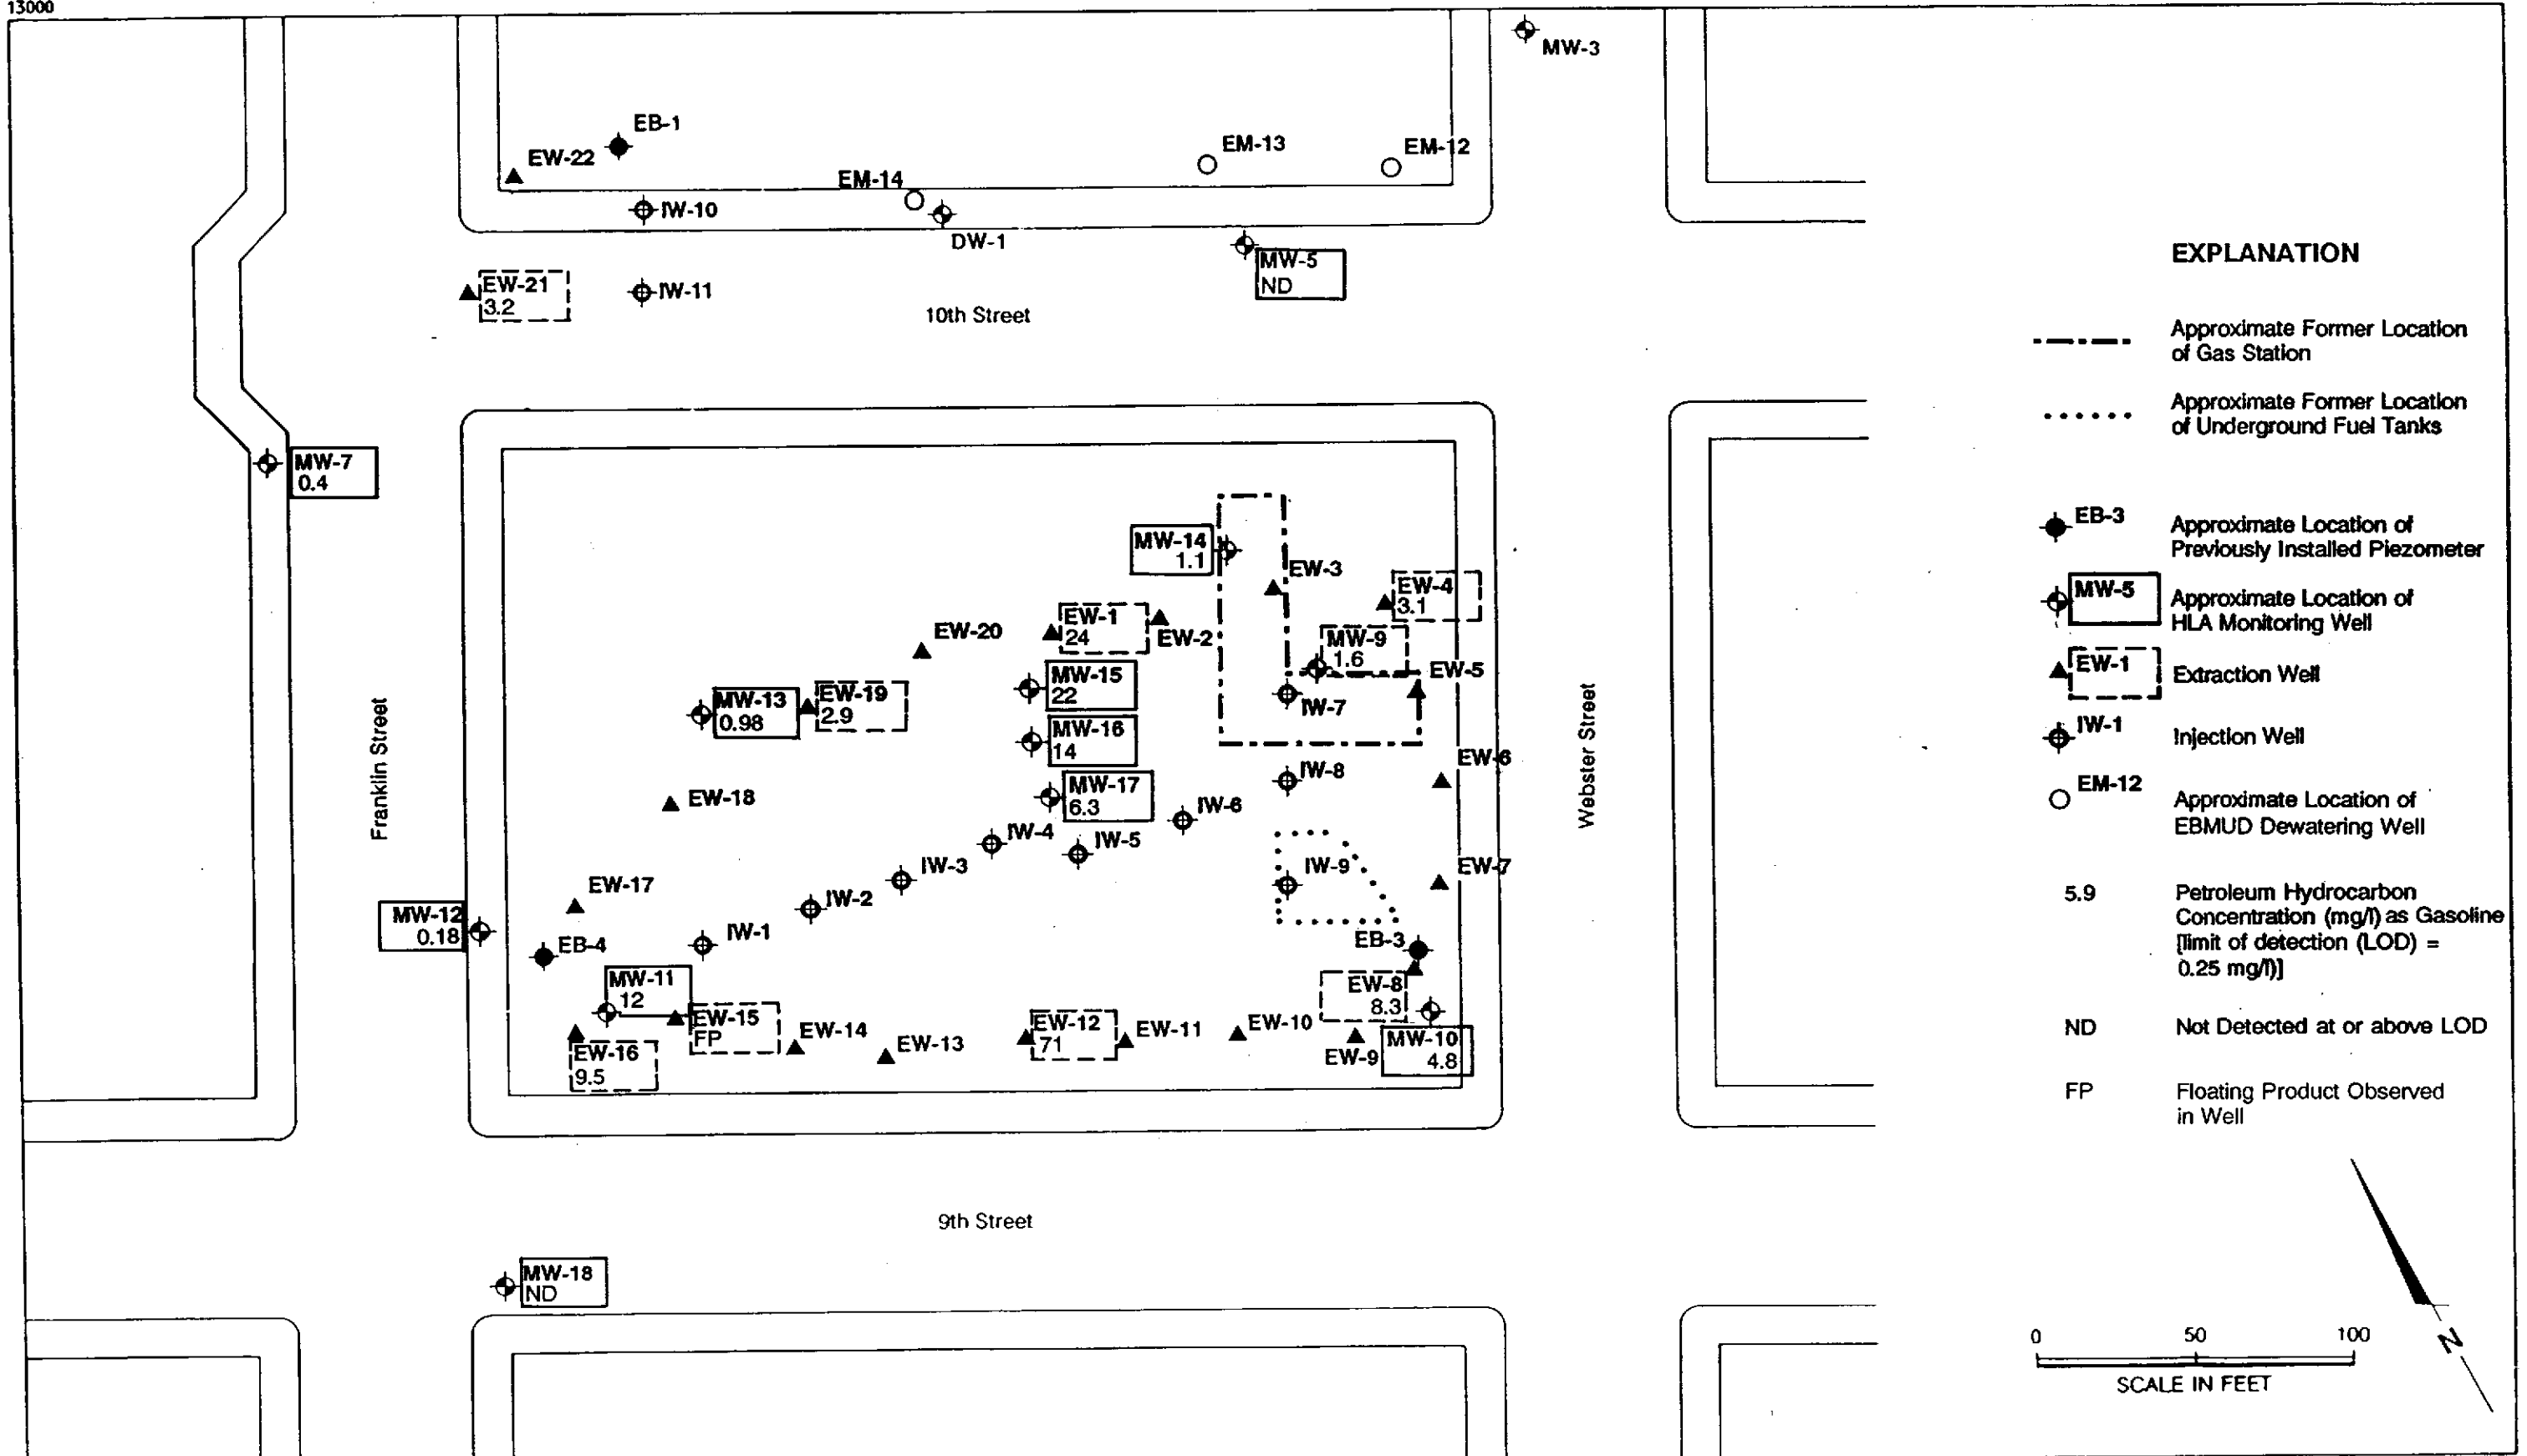 13000
MW-3
EB-1
EW-22
EM-13
EM-12
EM-14
IW-10
DW-1
MW-5
ND
EW-21
3.2
IW-11
10th Street
MW-7
0.4
MW-14
1.1
EW-3
EW-4
3.1
EW-1
24
EW-2
EW-20
MW-9
1.6
EW-5
MW-15
22
MW-13
0.98
EW-19
2.9
IW-7
MW-16
14
Franklin Street
Webster Street
EW-6
IW-8
MW-17
6.3
EW-18
IW-6
IW-4
IW-5
IW-3
IW-9
EW-7
EW-17
IW-2
MW-12
0.18
IW-1
EB-4
EB-3
MW-11
12
EW-8
8.3
EW-15
FP
EW-14
EW-13
EW-12
71
EW-11
EW-10
EW-9
MW-10
4.8
EW-16
9.5
9th Street
MW-18
ND
EXPLANATION
Approximate Former Location
of Gas Station
Approximate Former Location
of Underground Fuel Tanks
EB-3
Approximate Location of
Previously Installed Piezometer
MW-5
Approximate Location of
HLA Monitoring Well
EW-1
Extraction Well
IW-1
Injection Well
EM-12
Approximate Location of
EBMUD Dewatering Well
5.9
Petroleum Hydrocarbon
Concentration (mg/l) as Gasoline
[limit of detection (LOD) =
0.25 mg/l)]
ND
Not Detected at or above LOD
FP
Floating Product Observed
in Well
N
0 50 100
SCALE IN FEET